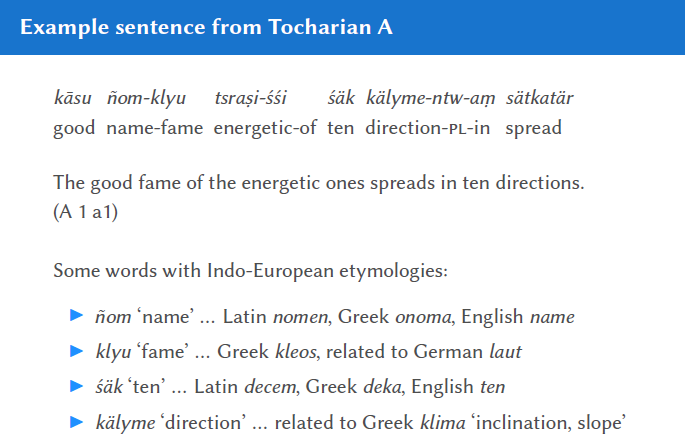 Example sentence from Tocharian A
kāsu ñom-klyu tsraṣi-śśi śäk kälyme-ntw-aṃ sätkatär
good name-fame energetic-of ten direction-PL-in spread
The good fame of the energetic ones spreads in ten directions.
(A 1 a1)
Some words with Indo-European etymologies:
▶ ñom ‘name’ ... Latin nomen, Greek onoma, English name
▶ klyu ‘fame’ ... Greek kleos, related to German laut
▶ śäk ‘ten’ ... Latin decem, Greek deka, English ten
▶ kälyme ‘direction’ ... related to Greek klima ‘inclination, slope’